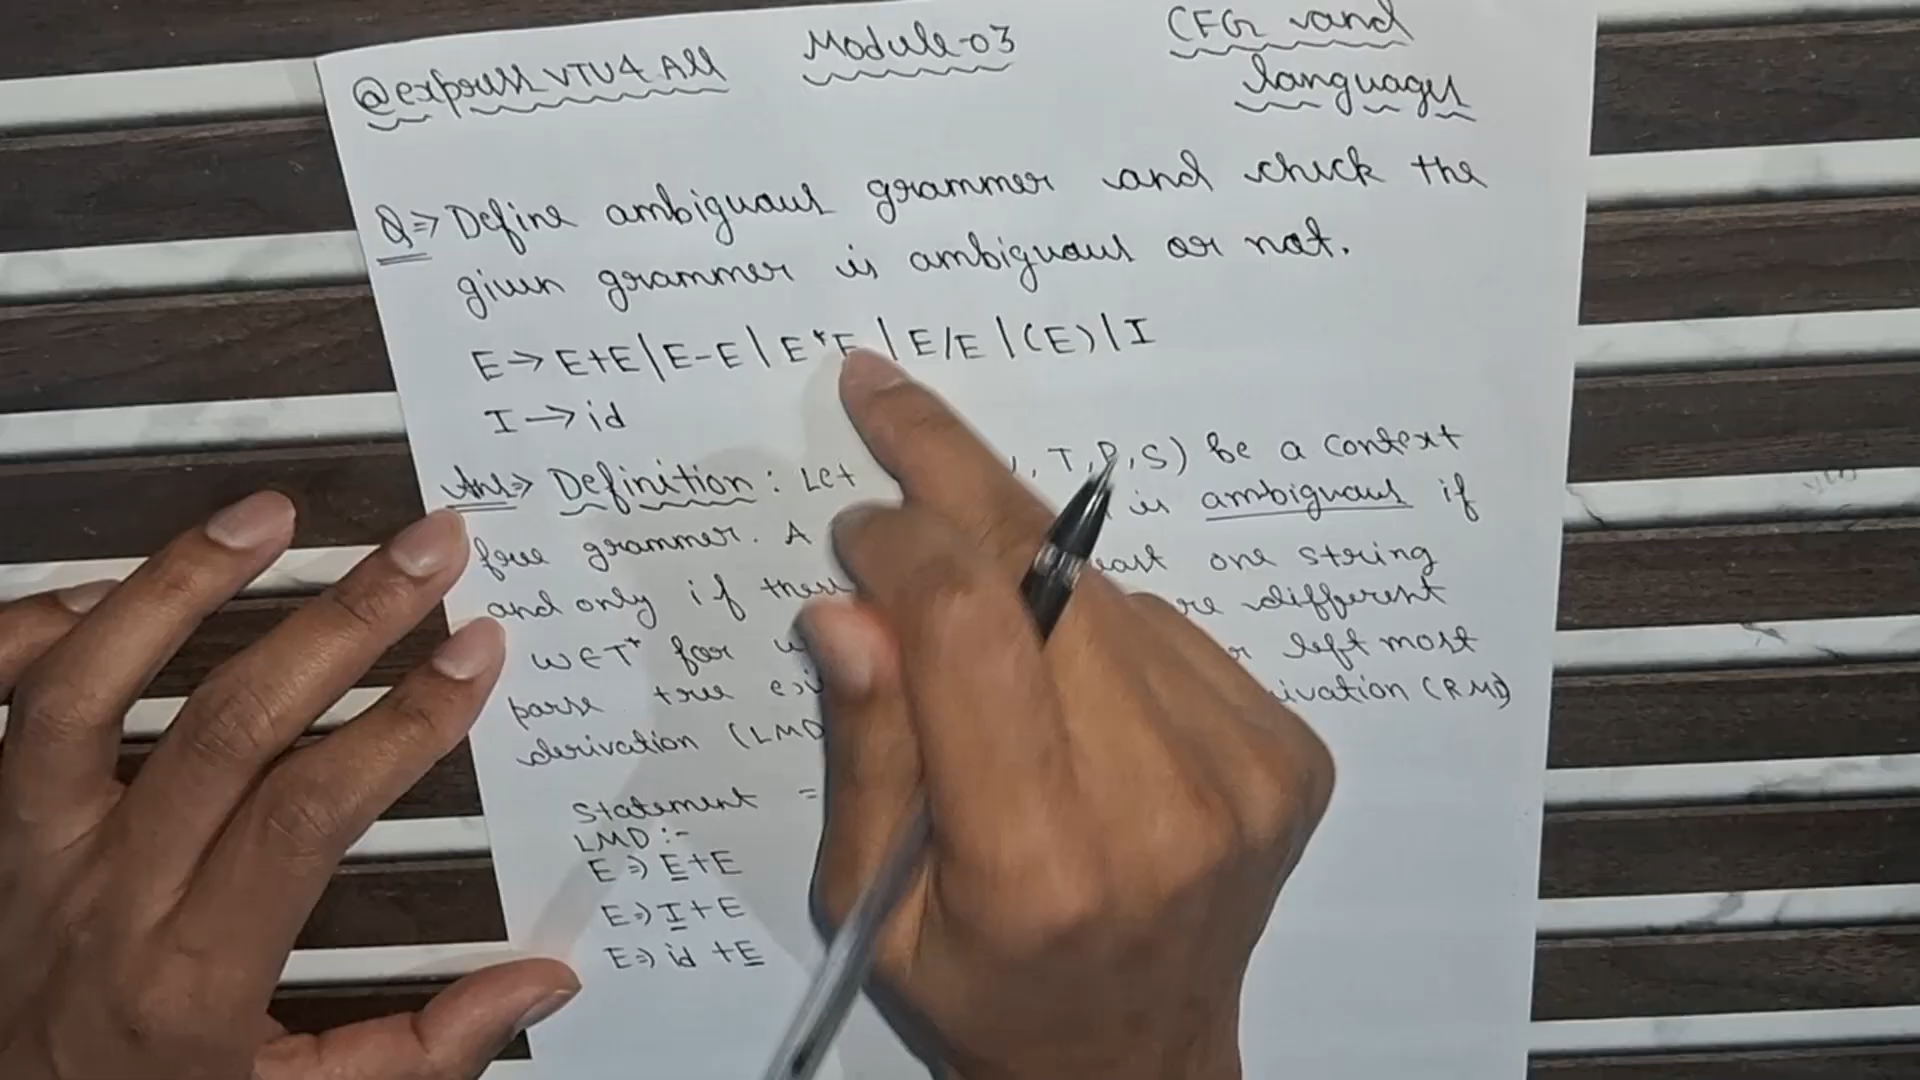 @express VTU4 All Module-03 CFG and
languages
Q⇒ Define ambiguous grammer and check the
given grammer is ambiguous or not.
E → E+E | E-E | E*E | E/E | (E) | I
I → id
Ans⇒ Definition: Let , T, P, S) be a context
free grammer. A is ambiguous if
and only if there one string
w ∈ T* for different
parse tree left most
derivation (LMD (RMD)
Statement =
LMD :-
E ⇒ E+E
E ⇒ I+E
E ⇒ id +E